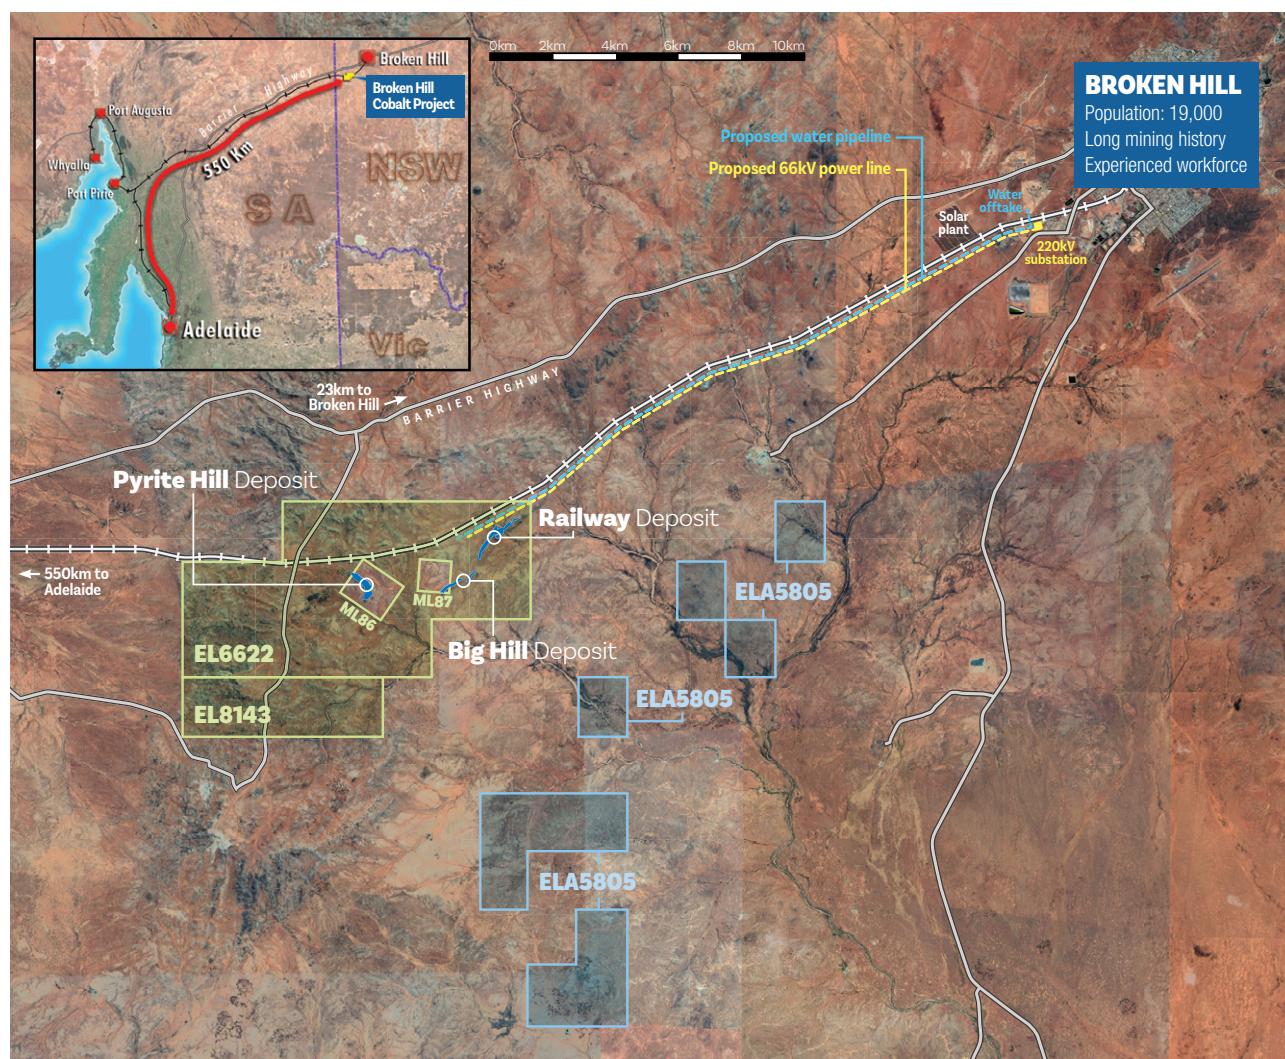 Broken Hill
Barrier Highway
Broken Hill
Cobalt Project
Port Augusta
550 Km
Whyalla
Port Pirie
NSW
SA
Adelaide
Vic
0km 2km 4km 6km 8km 10km
BROKEN HILL
Population: 19,000
Long mining history
Experienced workforce
Proposed water pipeline
Proposed 66kV power line
Water
offtake
Solar
plant
220kV
substation
23km to
Broken Hill
BARRIER HIGHWAY
Pyrite Hill Deposit
Railway Deposit
550km to
Adelaide
ML86
ML87
ELA5805
Big Hill Deposit
EL6622
ELA5805
EL8143
ELA5805